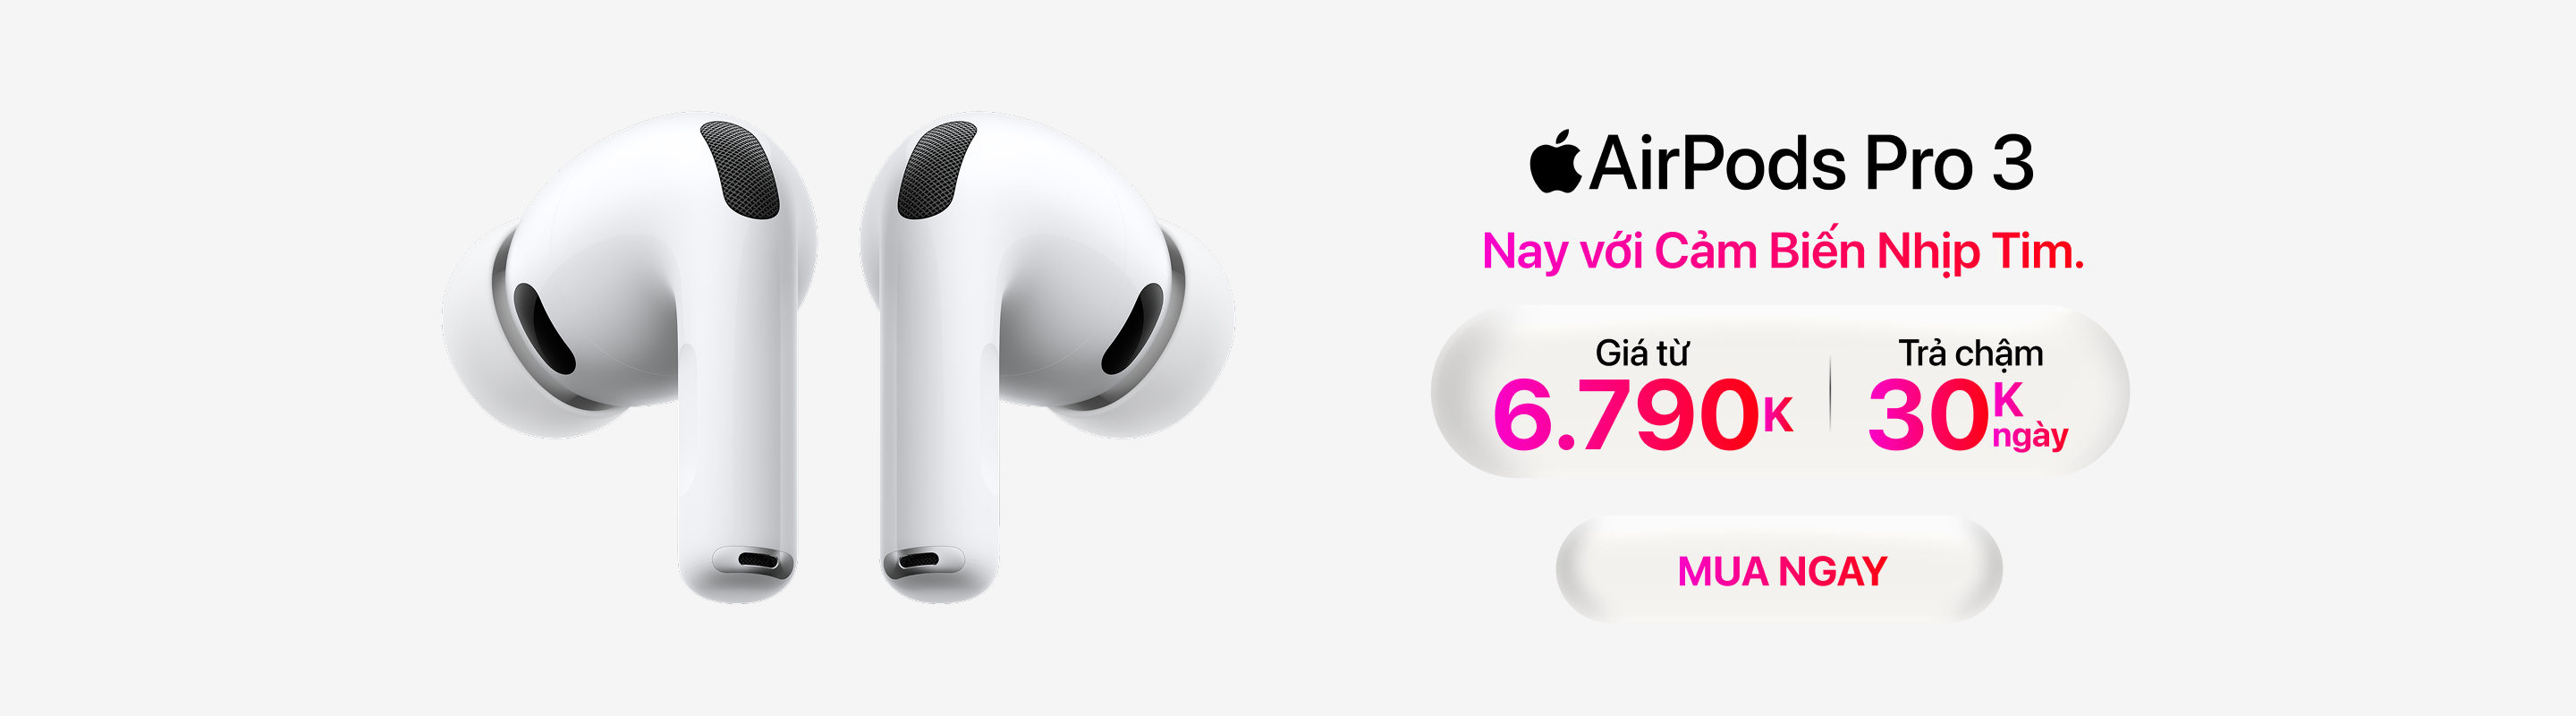 AirPods Pro 3
Nay với Cảm Biến Nhịp Tim.
Giá từ
6.790K
Trả chậm
30K
ngày
MUA NGAY